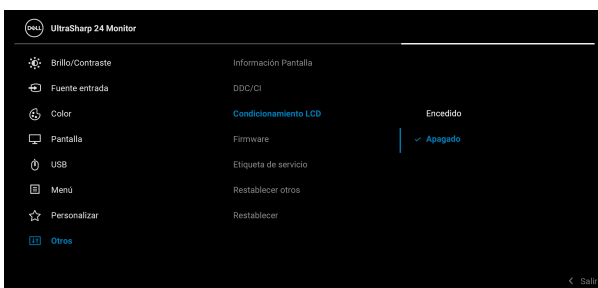 DELL UltraSharp 24 Monitor
Brillo/Contraste
Información Pantalla
Fuente entrada
DDC/CI
Color
Condicionamiento LCD
Encedido
Pantalla
Firmware
Apagado
USB
Etiqueta de servicio
Menú
Restablecer otros
Personalizar
Restablecer
Otros
Salir